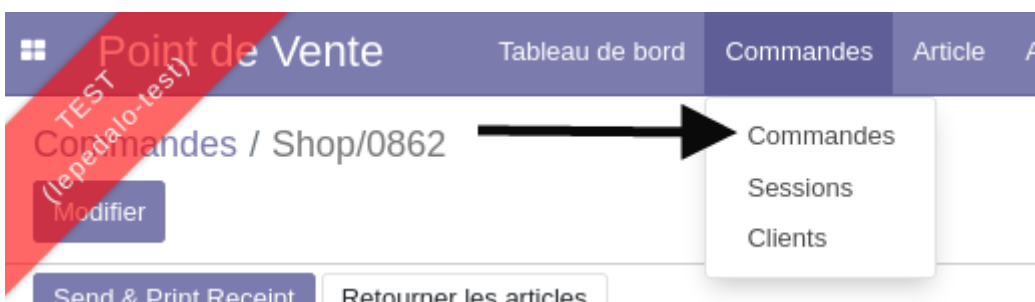 Point de Vente Tableau de bord Commandes Article A
TEST
(lepedalo-test)
Commandes / Shop/0862
Commandes
Sessions
Clients
Modifier
Send & Print Receipt Retourner les articles